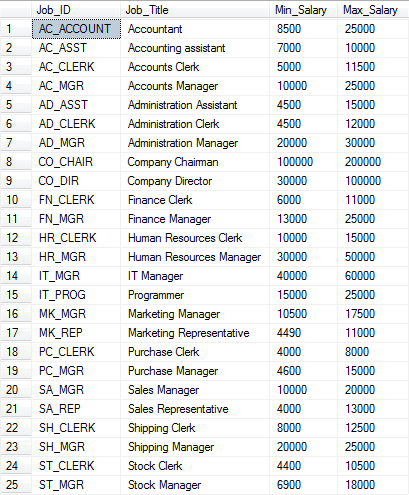 Job_ID Job_Title Min_Salary Max_Salary
1 AC_ACCOUNT Accountant 8500 25000
2 AC_ASST Accounting assistant 7000 10000
3 AC_CLERK Accounts Clerk 5000 11500
4 AC_MGR Accounts Manager 10000 25000
5 AD_ASST Administration Assistant 4500 15000
6 AD_CLERK Administration Clerk 4500 12000
7 AD_MGR Administration Manager 20000 30000
8 CO_CHAIR Company Chaiman 100000 200000
9 CO_DIR Company Director 30000 100000
10 FN_CLERK Finance Clerk 6000 11000
11 FN_MGR Finance Manager 13000 25000
12 HR_CLERK Human Resources Clerk 10000 15000
13 HR_MGR Human Resources Manager 30000 50000
14 IT_MGR IT Manager 40000 60000
15 IT_PROG Programmer 15000 25000
16 MK_MGR Marketing Manager 10500 17500
17 MK_REP Marketing Representative 4490 11000
18 PC_CLERK Purchase Clerk 4000 8000
19 PC_MGR Purchase Manager 4600 15000
20 SA_MGR Sales Manager 10000 20000
21 SA_REP Sales Representative 4000 13000
22 SH_CLERK Shipping Clerk 8000 12500
23 SH_MGR Shipping Manager 20000 25000
24 ST_CLERK Stock Clerk 4400 10500
25 ST_MGR Stock Manager 6900 18000